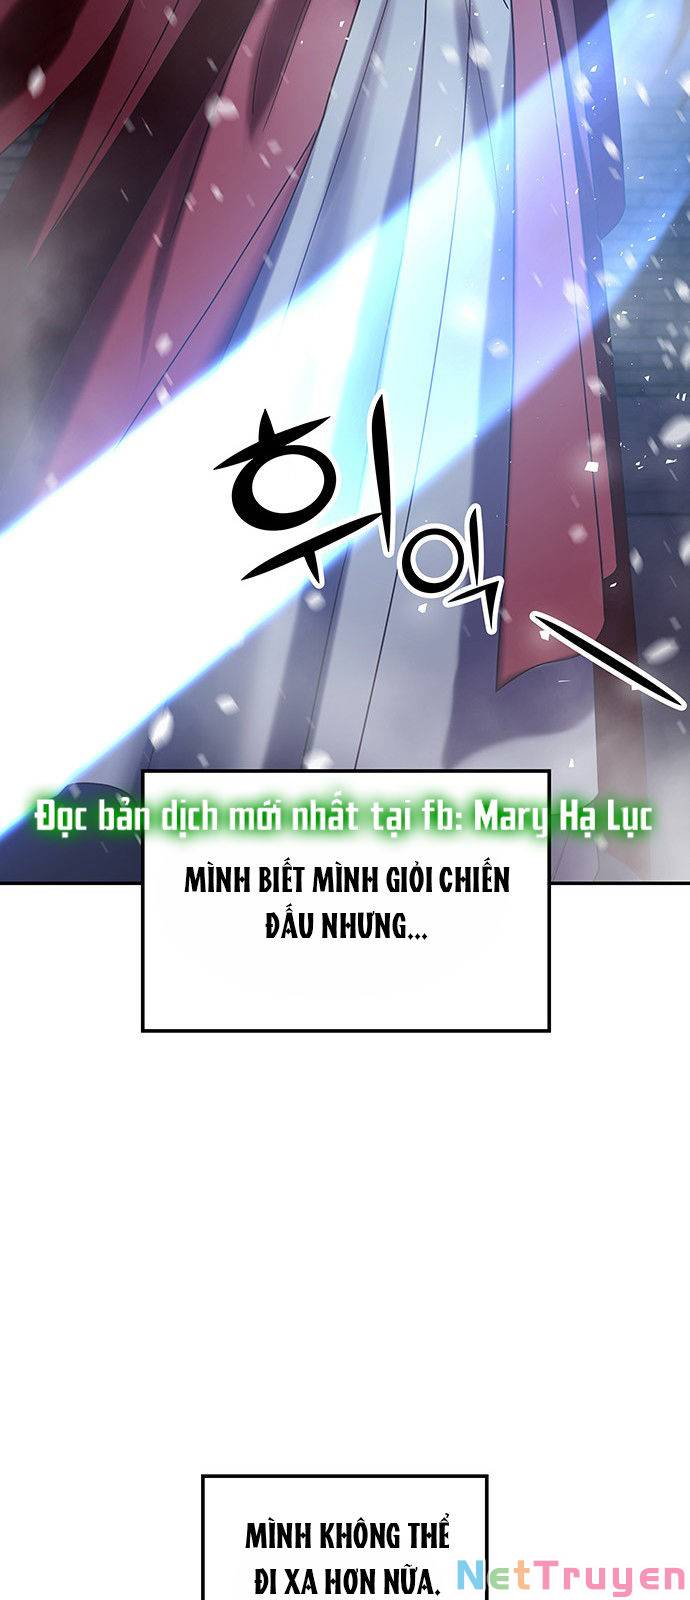 휘익
Đọc bản dịch mới nhất tại fb: Mary Hạ Lục
MÌNH BIẾT MÌNH GIỎI CHIẾN
ĐẤU NHƯNG...
MÌNH KHÔNG THỂ
ĐI XA HƠN NỮA.
NetTruyen